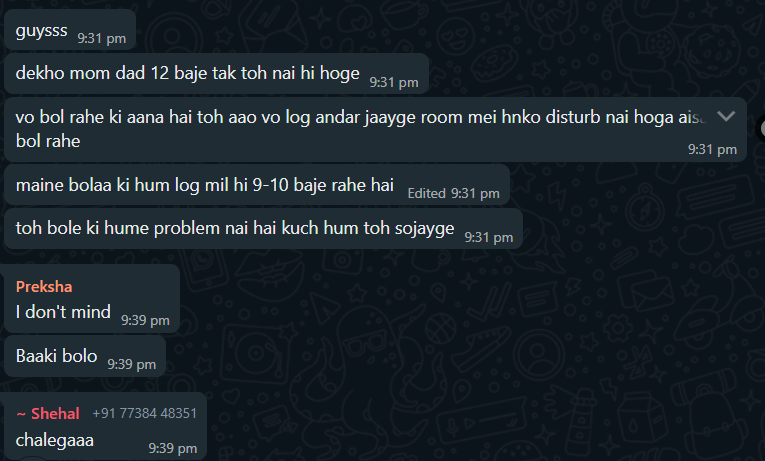 guysss 9:31 pm
dekho mom dad 12 baje tak toh nai hi hoge 9:31 pm
vo bol rahe ki aana hai toh aao vo log andar jaayge room mei hnko disturb nai hoga aisa
bol rahe 9:31 pm
maine bolaa ki hum log mil hi 9-10 baje rahe hai Edited 9:31 pm
toh bole ki hume problem nai hai kuch hum toh sojayge 9:31 pm
Preksha
I don't mind 9:39 pm
Baaki bolo 9:39 pm
~ Shehal +91 77384 48351
chalegaaa 9:39 pm